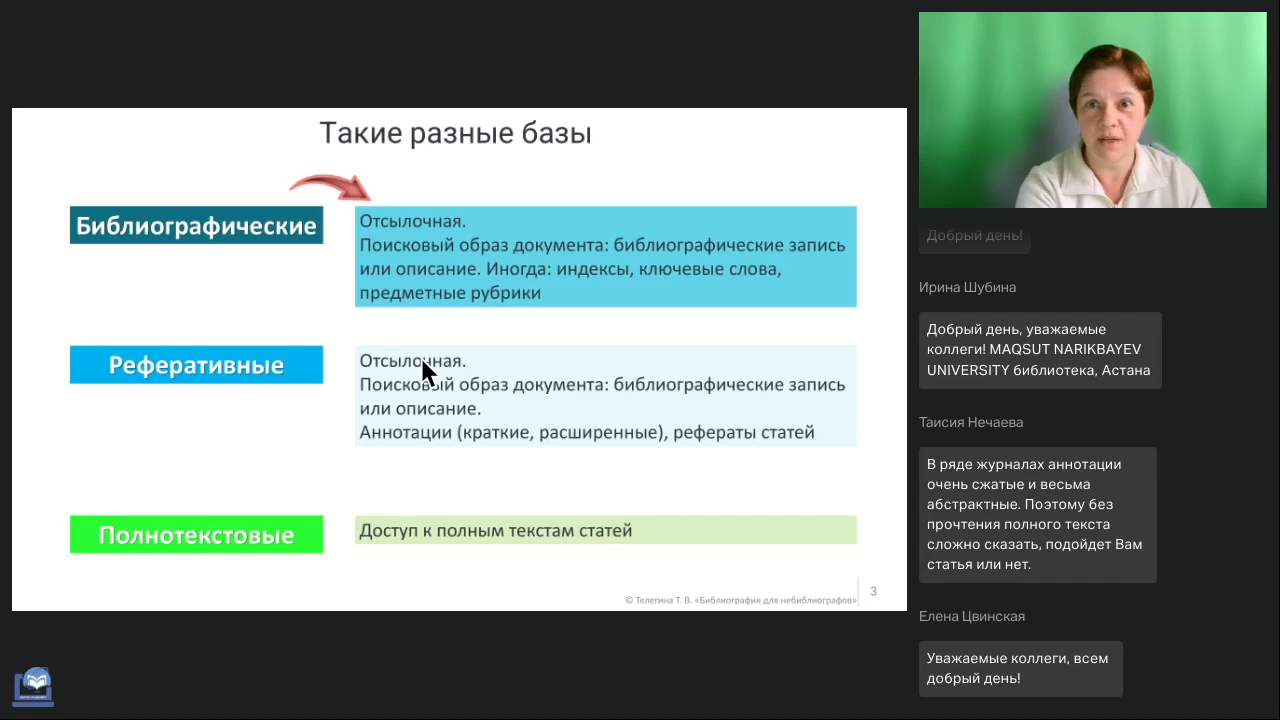 Такие разные базы
Библиографические
Отсылочная.
Поисковый образ документа: библиографические запись
или описание. Иногда: индексы, ключевые слова,
предметные рубрики
Реферативные
Отсылочная.
Поисковый образ документа: библиографические запись
или описание.
Аннотации (краткие, расширенные), рефераты статей
Полнотекстовые
Доступ к полным текстам статей
© Телегина Т. В. «Библиография для небиблиографов»
3
Добрый день!
Ирина Шубина
Добрый день, уважаемые
коллеги! MAQSUT NARIKBAYEV
UNIVERSITY библиотека, Астана
Таисия Нечаева
В ряде журналах аннотации
очень сжатые и весьма
абстрактные. Поэтому без
прочтения полного текста
сложно сказать, подойдет Вам
статья или нет.
Елена Цвинская
Уважаемые коллеги, всем
добрый день!